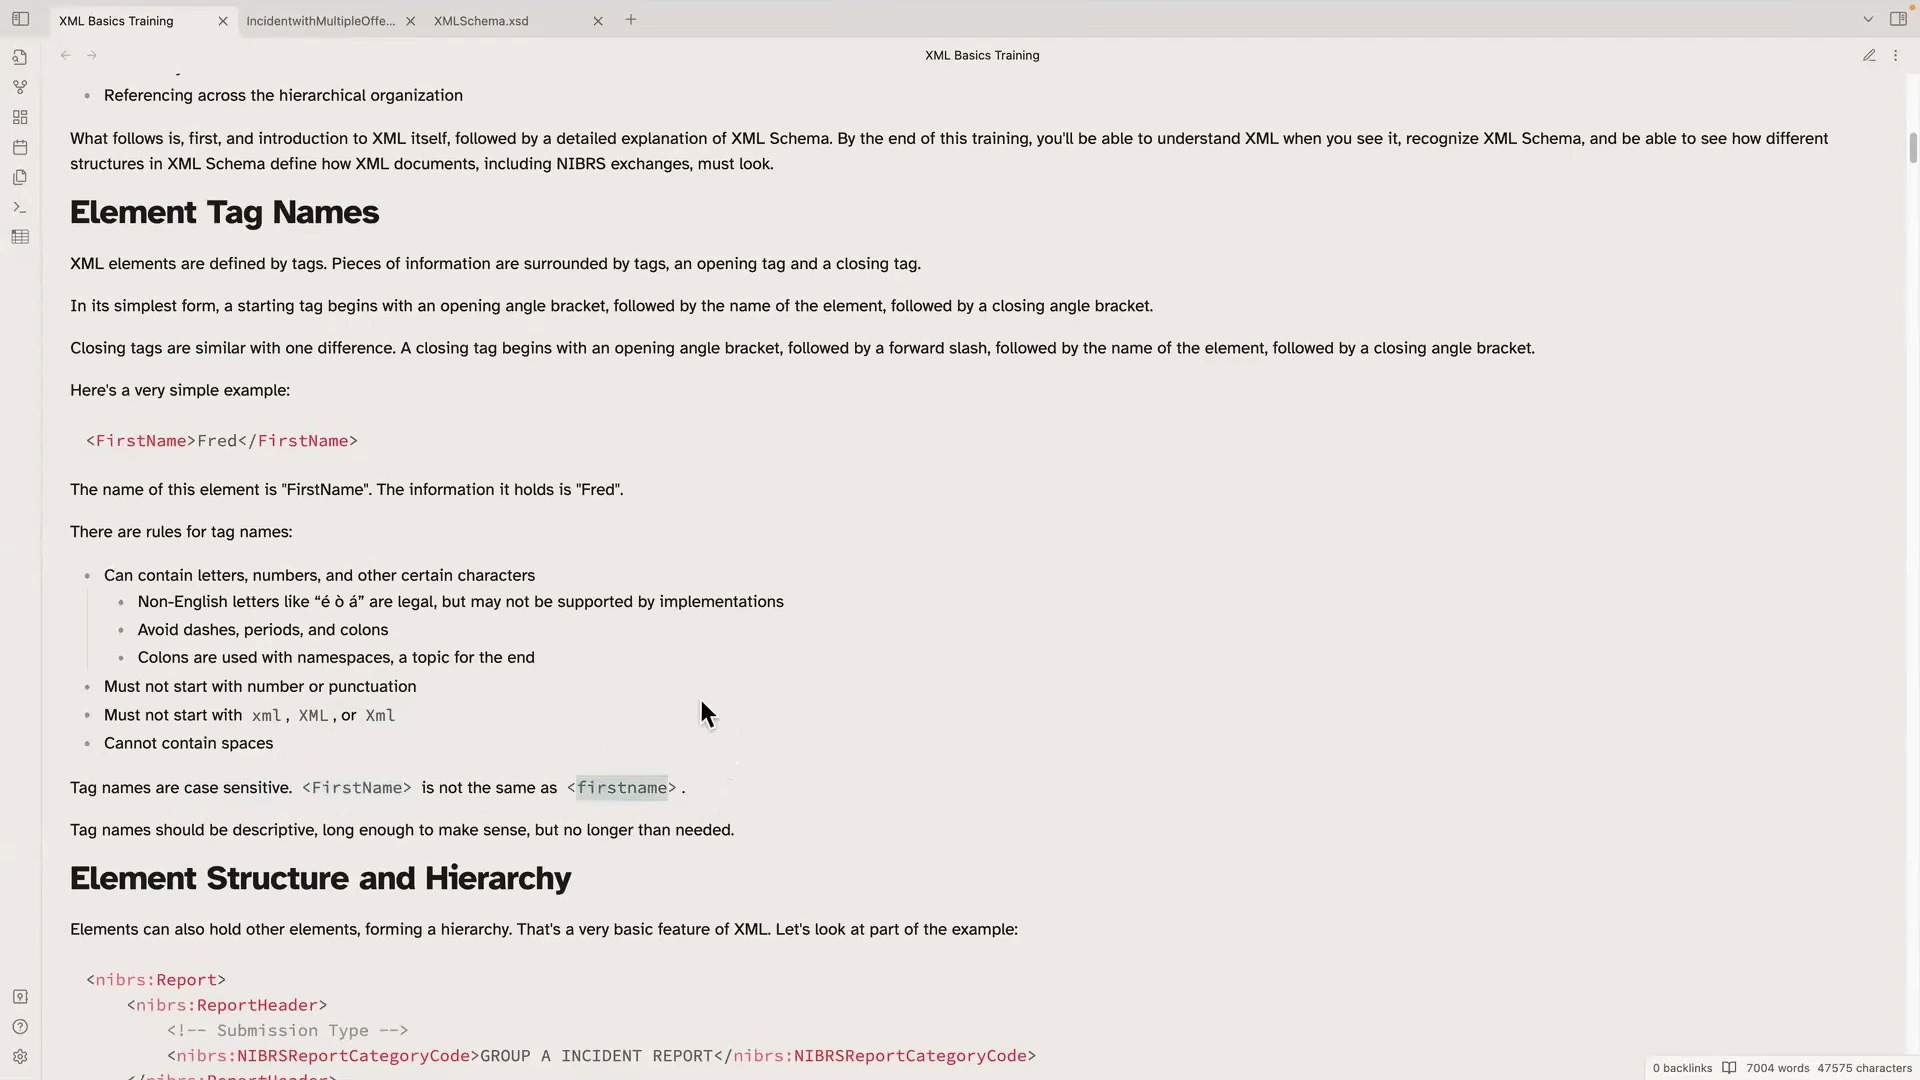 XML Basics Training
IncidentwithMultipleOffe...
XMLSchema.xsd
XML Basics Training
Referencing across the hierarchical organization
What follows is, first, and introduction to XML itself, followed by a detailed explanation of XML Schema. By the end of this training, you'll be able to understand XML when you see it, recognize XML Schema, and be able to see how different
structures in XML Schema define how XML documents, including NIBRS exchanges, must look.
Element Tag Names
XML elements are defined by tags. Pieces of information are surrounded by tags, an opening tag and a closing tag.
In its simplest form, a starting tag begins with an opening angle bracket, followed by the name of the element, followed by a closing angle bracket.
Closing tags are similar with one difference. A closing tag begins with an opening angle bracket, followed by a forward slash, followed by the name of the element, followed by a closing angle bracket.
Here's a very simple example:
<FirstName>Fred</FirstName>
The name of this element is "FirstName". The information it holds is "Fred".
There are rules for tag names:
Can contain letters, numbers, and other certain characters
Non-English letters like “é ò á” are legal, but may not be supported by implementations
Avoid dashes, periods, and colons
Colons are used with namespaces, a topic for the end
Must not start with number or punctuation
Must not start with xml, XML, or Xml
Cannot contain spaces
Tag names are case sensitive. <FirstName> is not the same as <firstname>.
Tag names should be descriptive, long enough to make sense, but no longer than needed.
Element Structure and Hierarchy
Elements can also hold other elements, forming a hierarchy. That's a very basic feature of XML. Let's look at part of the example:
<nibrs:Report>
<nibrs:ReportHeader>
<!-- Submission Type -->
<nibrs:NIBRSReportCategoryCode>GROUP A INCIDENT REPORT</nibrs:NIBRSReportCategoryCode>
</nibrs:ReportHeader>
0 backlinks 7004 words 47575 characters